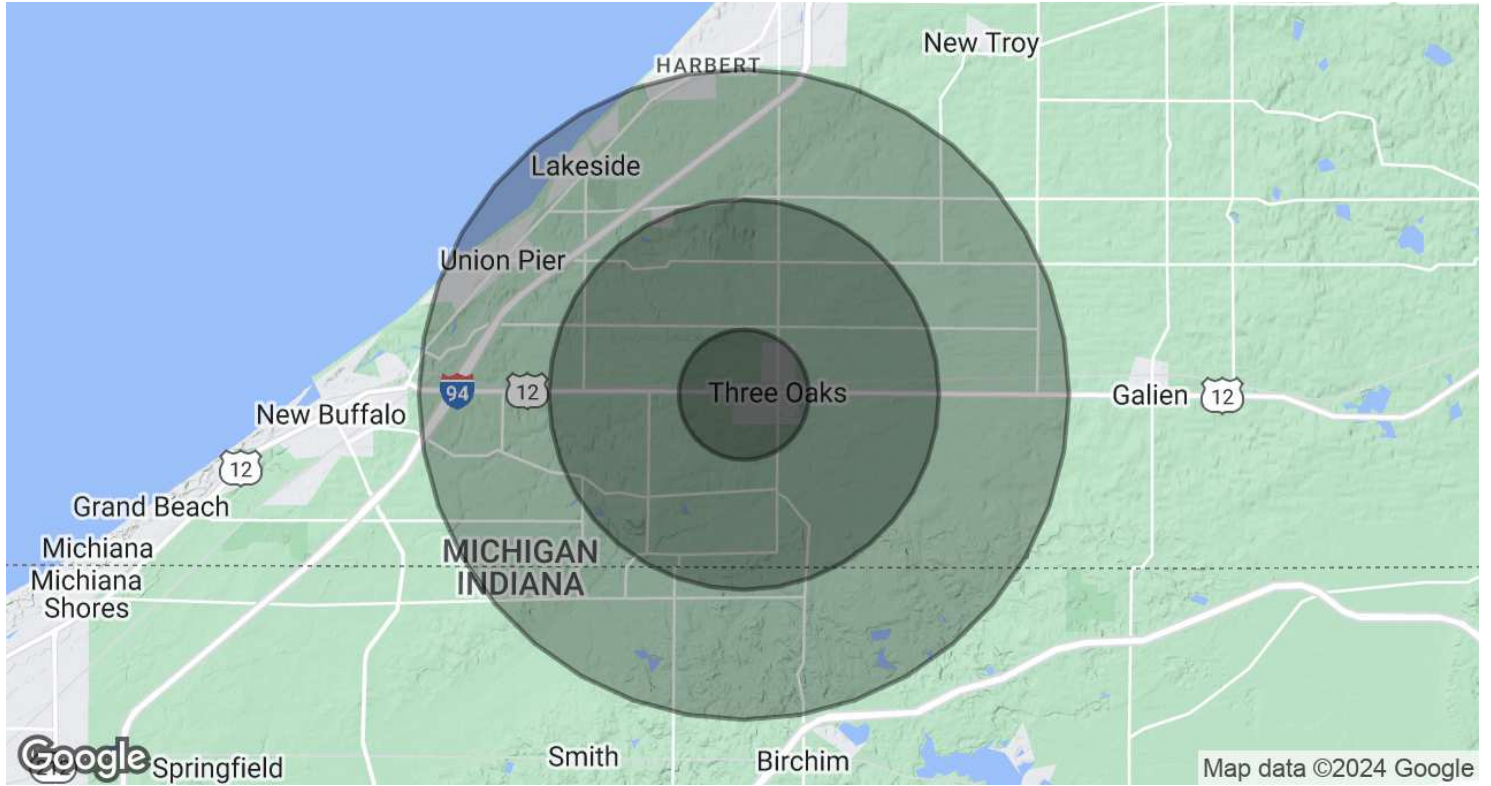 New Troy
HARBERT
Lakeside
Union Pier
94
12
Three Oaks
Galien
12
New Buffalo
12
Grand Beach
Michiana
Michiana
Shores
MICHIGAN
INDIANA
Google
212
Springfield
Smith
Birchim
Map data ©2024 Google